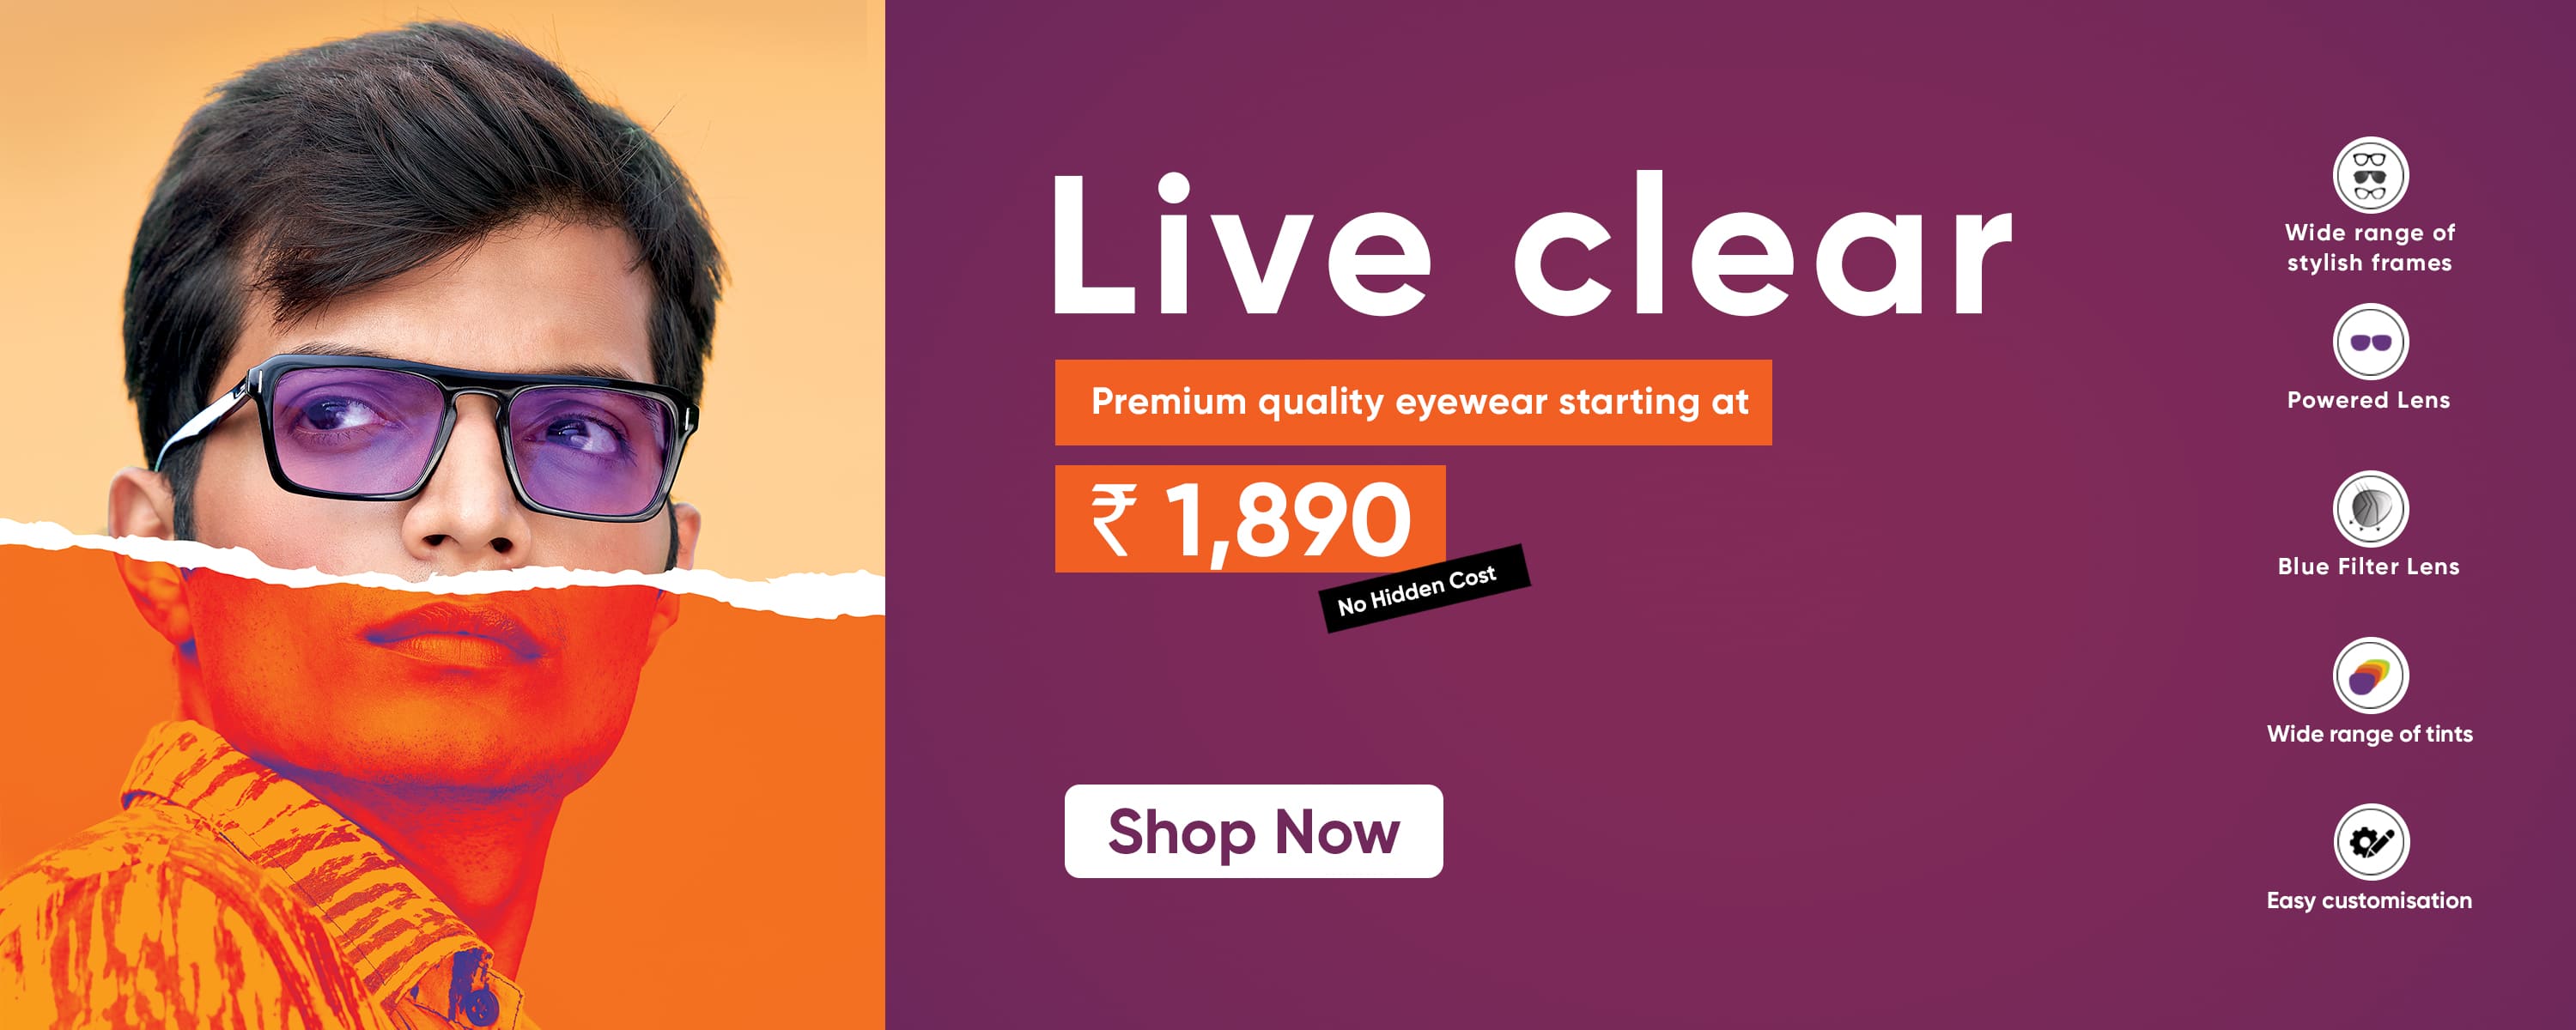 Live clear
Premium quality eyewear starting at
₹ 1,890
No Hidden Cost
Shop Now
Wide range of
stylish frames
Powered Lens
Blue Filter Lens
Wide range of tints
Easy customisation